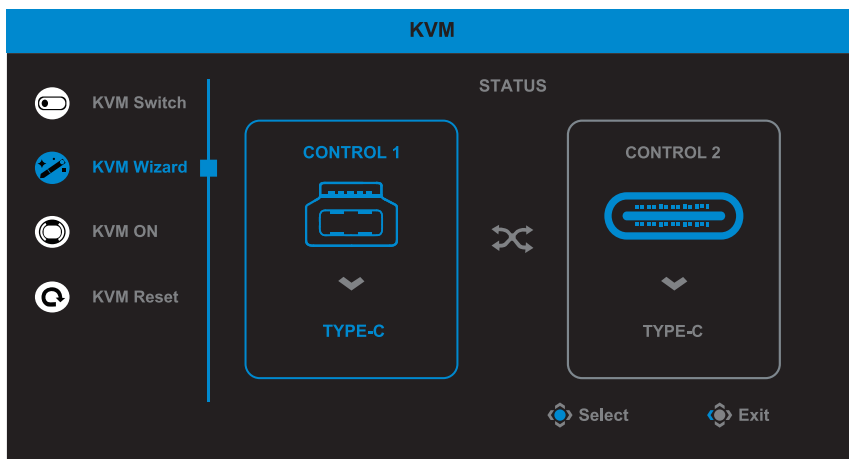 KVM
STATUS
KVM Switch
KVM Wizard
KVM ON
KVM Reset
CONTROL 1
TYPE-C
CONTROL 2
TYPE-C
Select
Exit